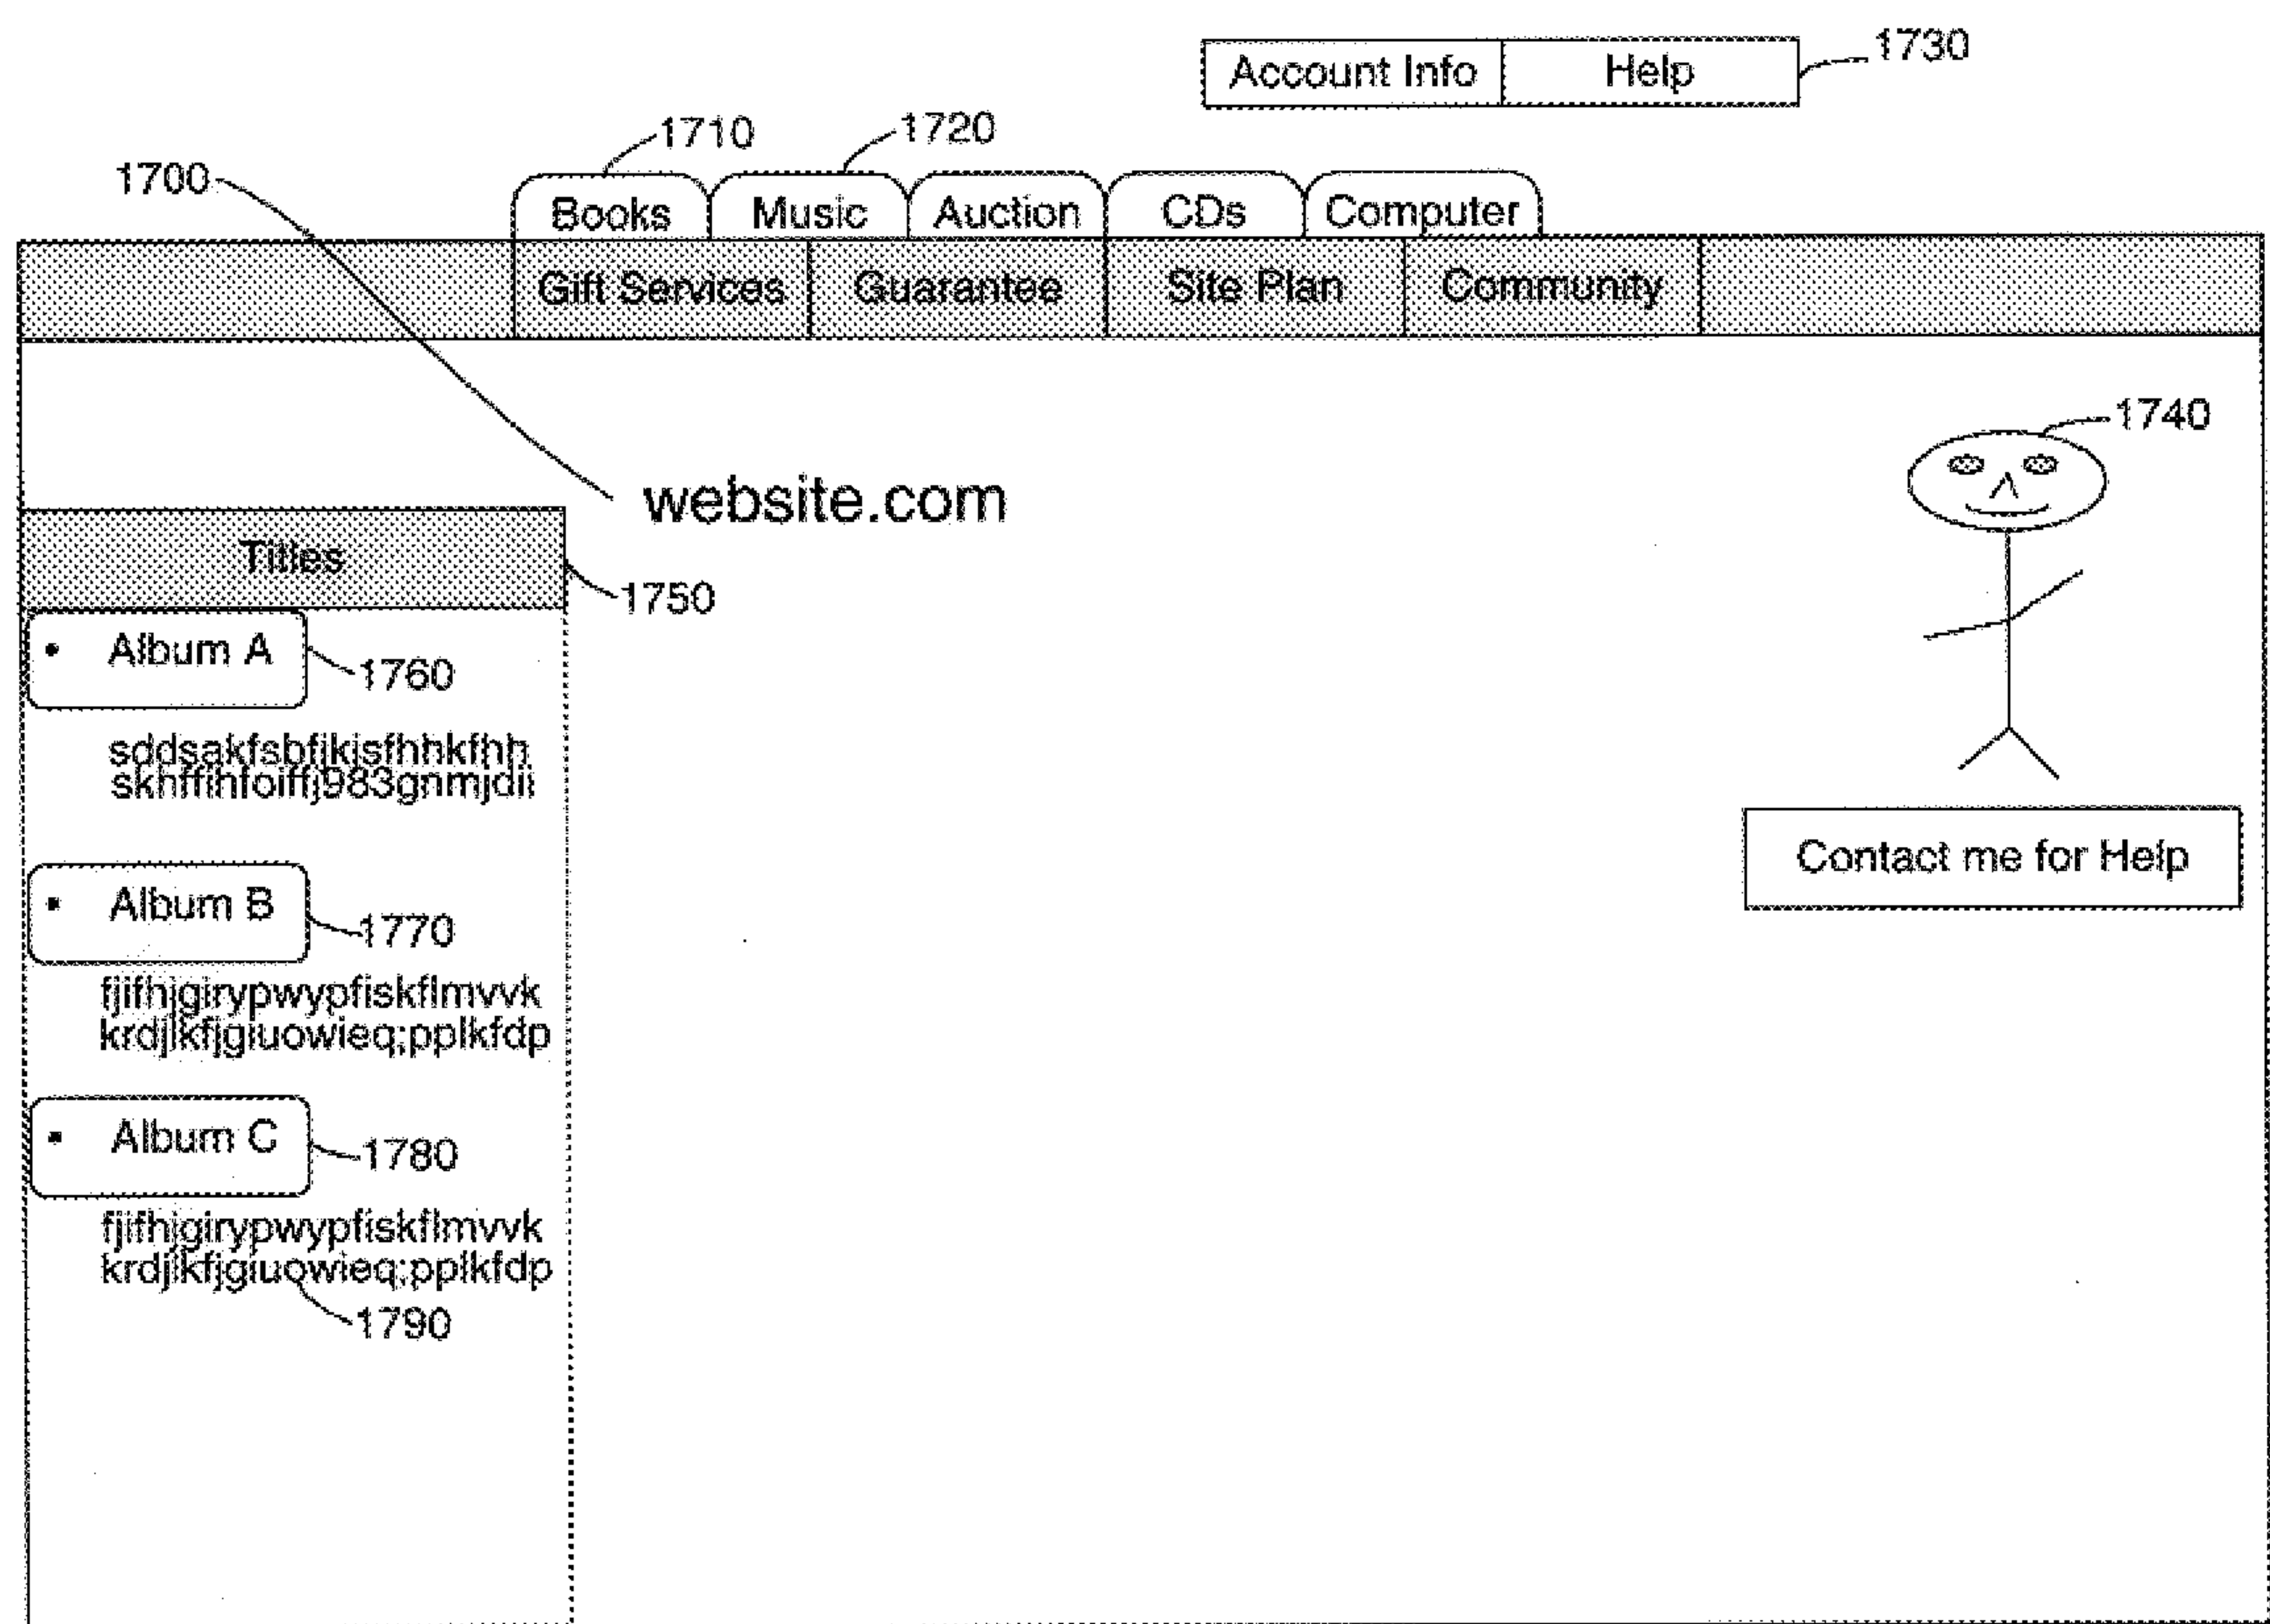 Account Info Help 1730
1710 1720
1700
Books Music Auction CDs Computer
Gift Services Guarantee Site Plan Community
1740
website.com
Titles
1750
Album A
1760
sddsakfsbfjkjsfhhkfhh
skhffihfoiffj983gnmjdii
Contact me for Help
Album B
1770
fjifhjgirypwypfiskflmvvk
krdjlkfjgiuowieq;pplkfdp
Album C
1780
fjifhjgirypwypfiskflmvvk
krdjlkfjgiuowieq;pplkfdp
1790